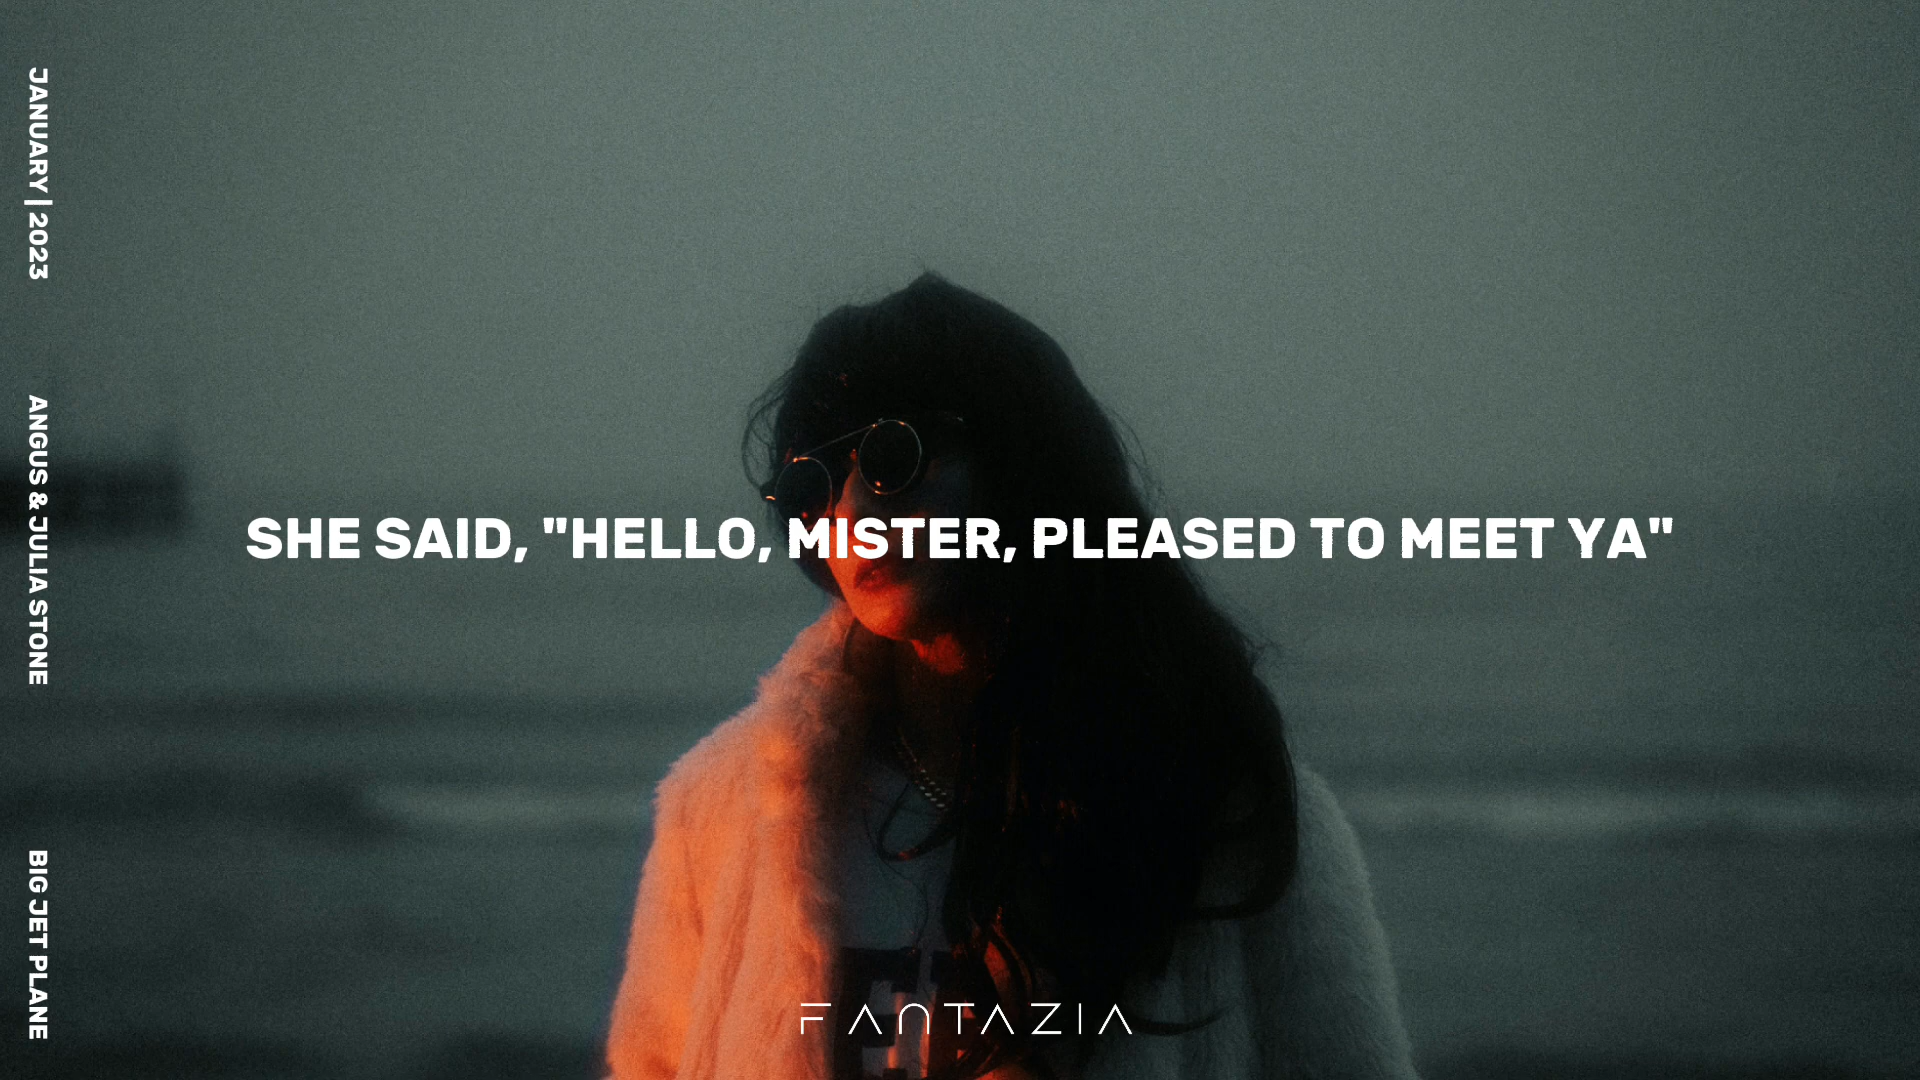 JANUARY | 2023
ANGUS & JULIA STONE
BIG JET PLANE
SHE SAID, "HELLO, MISTER, PLEASED TO MEET YA"
FANTAZIA